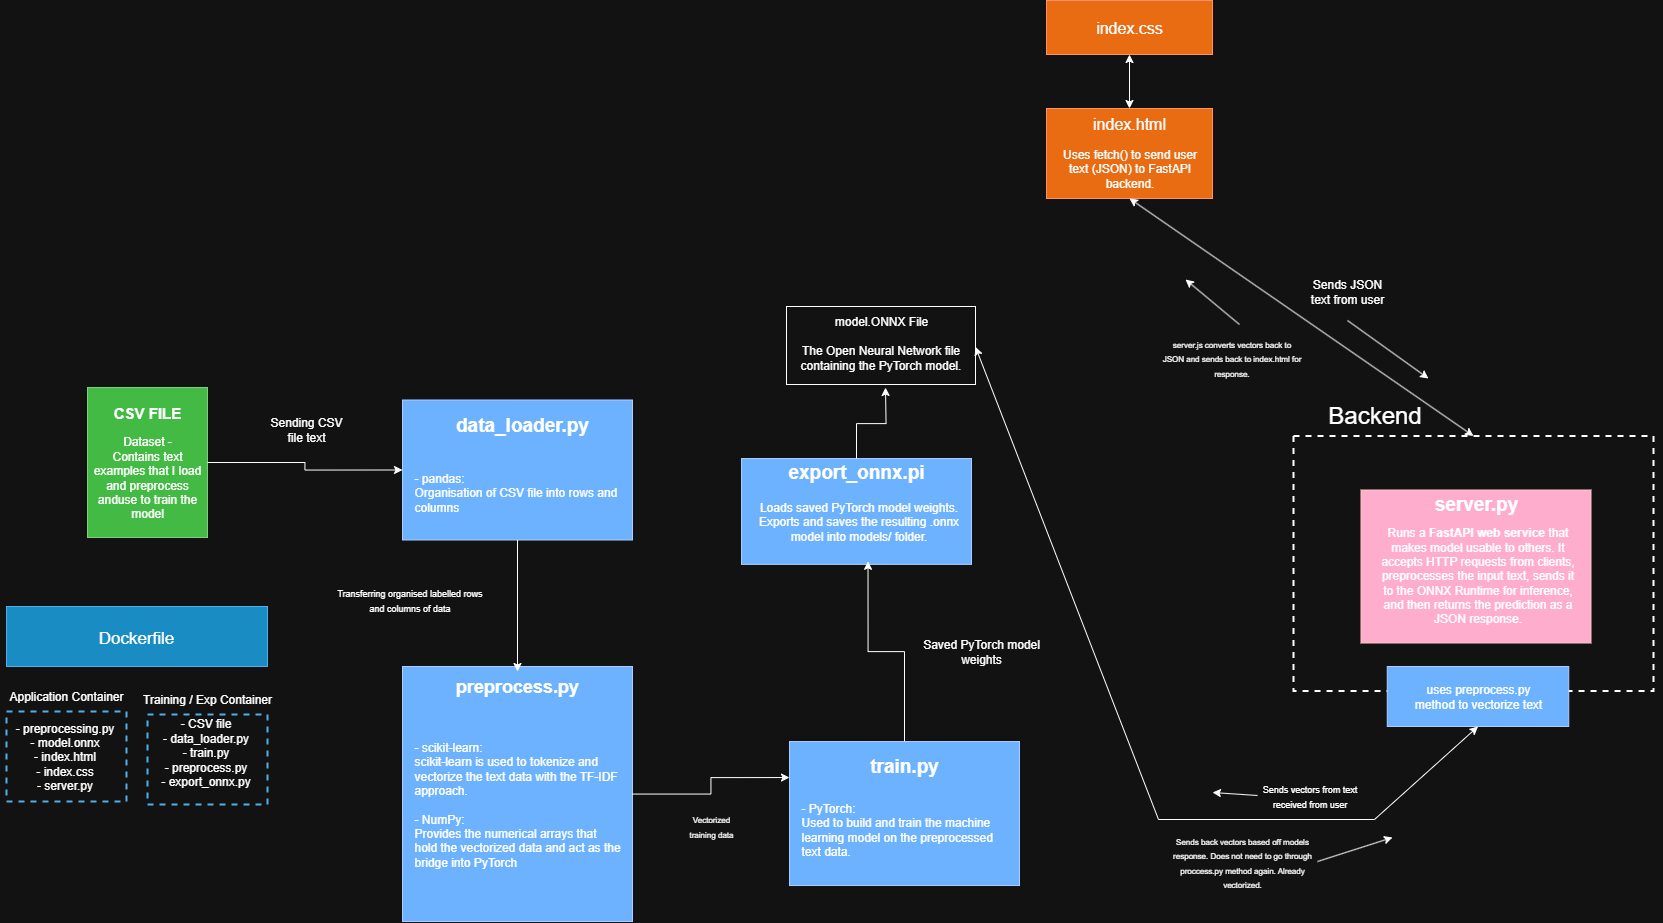 index.css
index.html
Uses fetch() to send user
text (JSON) to FastAPI
backend.
Sends JSON
text from user
server.js converts vectors back to
JSON and sends back to index.html for
response.
model.ONNX File
The Open Neural Network file
containing the PyTorch model.
CSV FILE
Dataset -
Contains text
examples that I load
and preprocess
anduse to train the
model
Sending CSV
file text
data_loader.py
- pandas:
Organisation of CSV file into rows and
columns
export_onnx.pi
Loads saved PyTorch model weights.
Exports and saves the resulting .onnx
model into models/ folder.
Backend
server.py
Runs a FastAPI web service that
makes model usable to others. It
accepts HTTP requests from clients,
preprocesses the input text, sends it
to the ONNX Runtime for inference,
and then returns the prediction as a
JSON response.
uses preprocess.py
method to vectorize text
Transferring organised labelled rows
and columns of data
Dockerfile
Application Container
- preprocessing.py
- model.onnx
- index.html
- index.css
- server.py
Training / Exp Container
- CSV file
- data_loader.py
- train.py
- preprocess.py
- export_onnx.py
preprocess.py
- scikit-learn:
scikit-learn is used to tokenize and
vectorize the text data with the TF-IDF
approach.
- NumPy:
Provides the numerical arrays that
hold the vectorized data and act as the
bridge into PyTorch
Vectorized
training data
Saved PyTorch model
weights
train.py
- PyTorch:
Used to build and train the machine
learning model on the preprocessed
text data.
Sends vectors from text
received from user
Sends back vectors based off models
response. Does not need to go through
proccess.py method again. Already
vectorized.